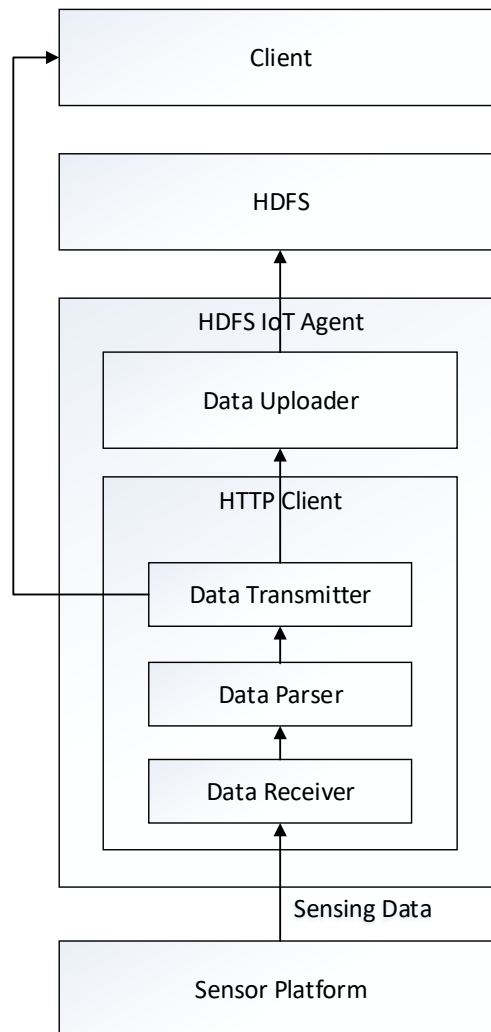 Client
HDFS
HDFS IoT Agent
Data Uploader
HTTP Client
Data Transmitter
Data Parser
Data Receiver
Sensing Data
Sensor Platform